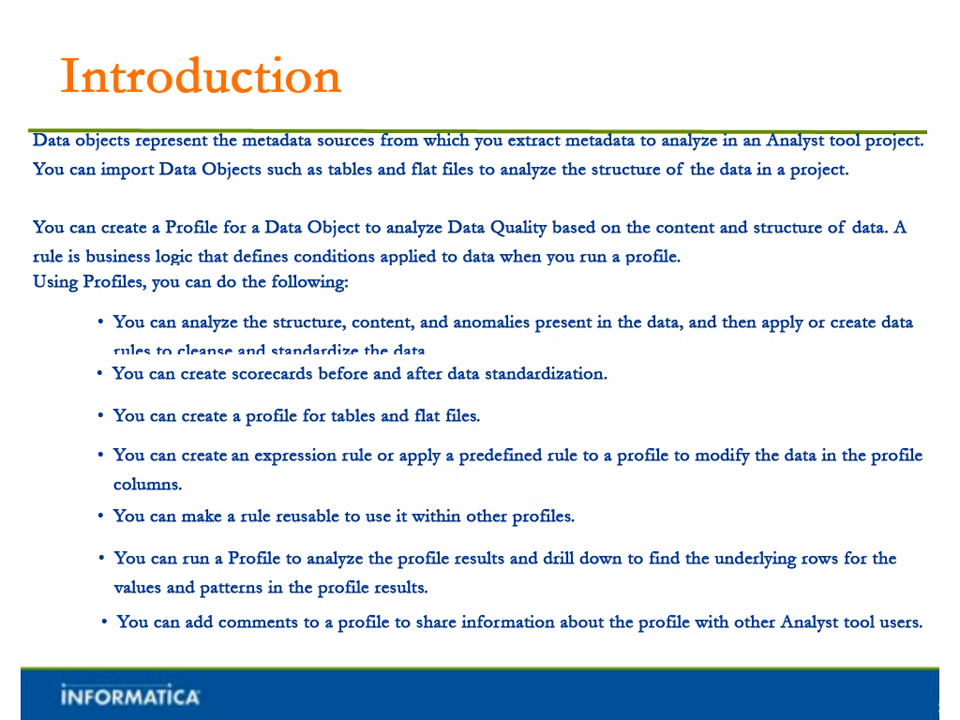 Introduction
Data objects represent the metadata sources from which you extract metadata to analyze in an Analyst tool project.
You can import Data Objects such as tables and flat files to analyze the structure of the data in a project.
You can create a Profile for a Data Object to analyze Data Quality based on the content and structure of data. A
rule is business logic that defines conditions applied to data when you run a profile.
Using Profiles, you can do the following:
• You can analyze the structure, content, and anomalies present in the data, and then apply or create data
rules to cleanse and standardize the data
• You can create scorecards before and after data standardization.
• You can create a profile for tables and flat files.
• You can create an expression rule or apply a predefined rule to a profile to modify the data in the profile
columns.
• You can make a rule reusable to use it within other profiles.
• You can run a Profile to analyze the profile results and drill down to find the underlying rows for the
values and patterns in the profile results.
• You can add comments to a profile to share information about the profile with other Analyst tool users.
INFORMATICA